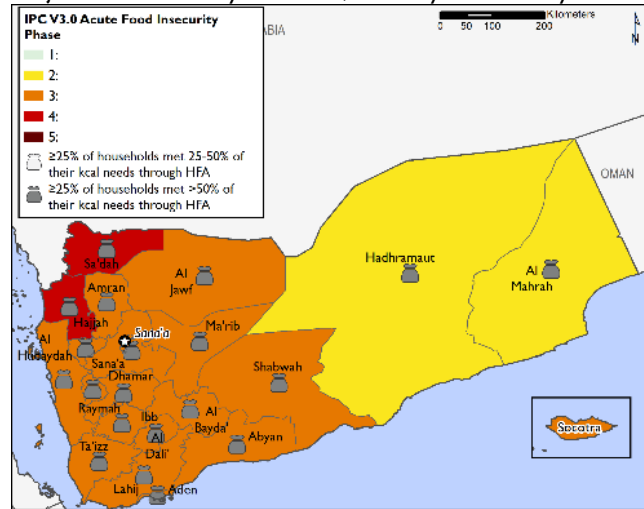 Kilometers
0 50 100 200
N
ABIA
IPC V3.0 Acute Food Insecurity
Phase
1:
2:
3:
4:
5:
≥25% of households met 25-50% of
their kcal needs through HFA
≥25% of households met >50% of
their kcal needs through HFA
OMAN
Sa'dah
Hadhramaut
Al
Jawf
Al
Mahrah
Amran
Hajjah
Sana'a
Ma'rib
Al
Hudaydah
Sana'a
Dhamar
Shabwah
Raymah
Ibb
Al
Bayda'
Al
Dali'
Abyan
Ta'izz
Lahij
Aden
Socotra